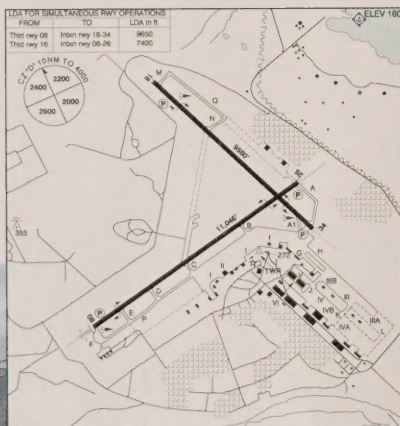 LDA FOR SIMULTANEOUS RWY OPERATIONS
FROM TO LDA in ft
Thld rwy 08 Intxn rwy 16-34 9650
Thld rwy 16 Intxn rwy 08-26 7400
ELEV 160
CZ "D" 10NM TO 4000
2200
2400
2000
2600
M
16
P
Q
N
9580'
26
P
A
355
11,046'
A1
34
B
P
I
272
G
H
TWR
C
J
IIIB
C
IV
III
VI
IVB
K
IIIA
08
P
E
IVA
L
P
F